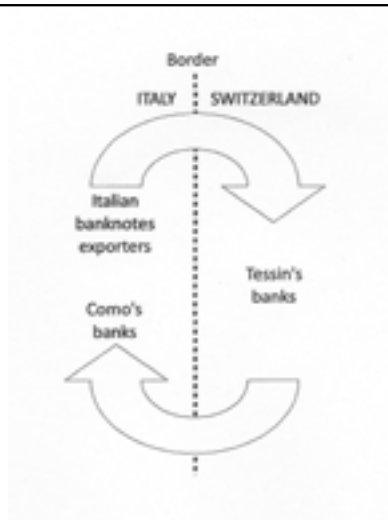 Border
ITALY SWITZERLAND
Italian
banknotes
exporters
Tessin's
banks
Como's
banks